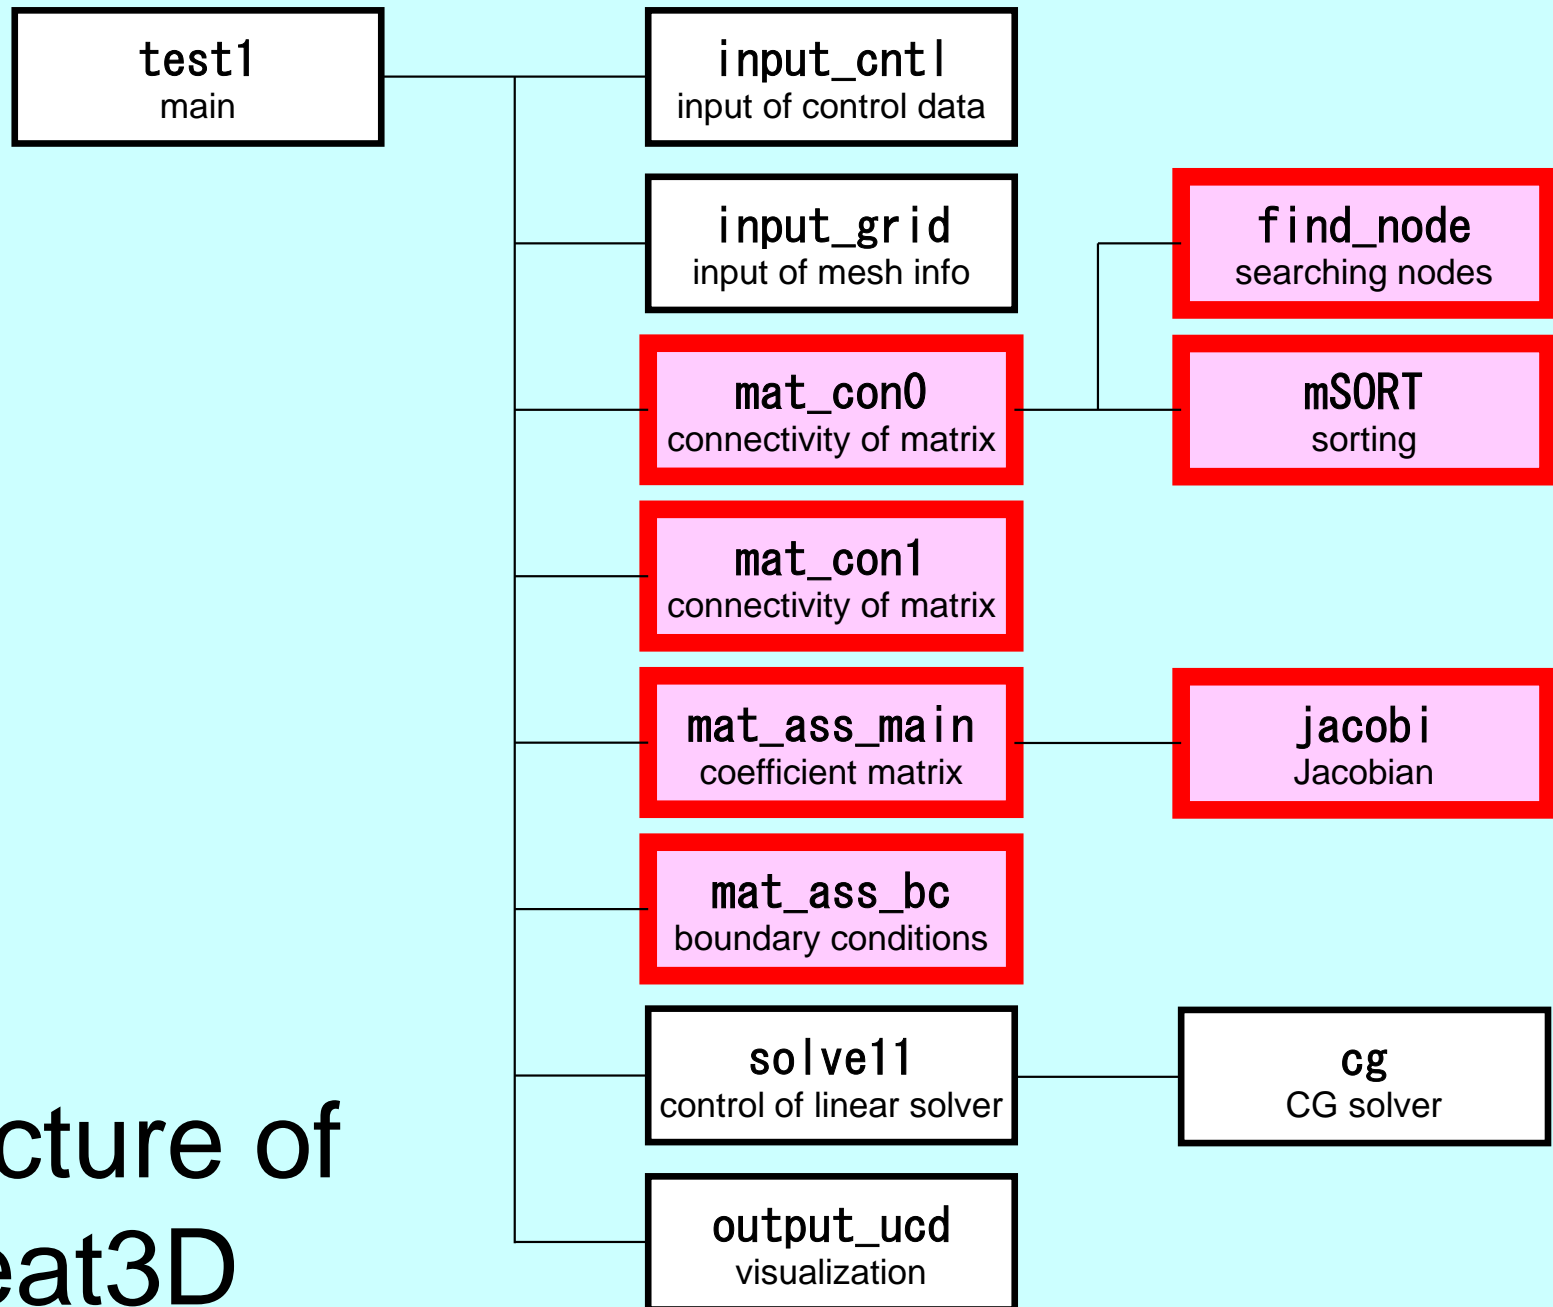 test1
main
input_cntl
input of control data
input_grid
input of mesh info
find_node
searching nodes
mat_con0
connectivity of matrix
mSORT
sorting
mat_con1
connectivity of matrix
mat_ass_main
coefficient matrix
jacobi
Jacobian
mat_ass_bc
boundary conditions
solve11
control of linear solver
cg
CG solver
output_ucd
visualization
cture of
eat3D